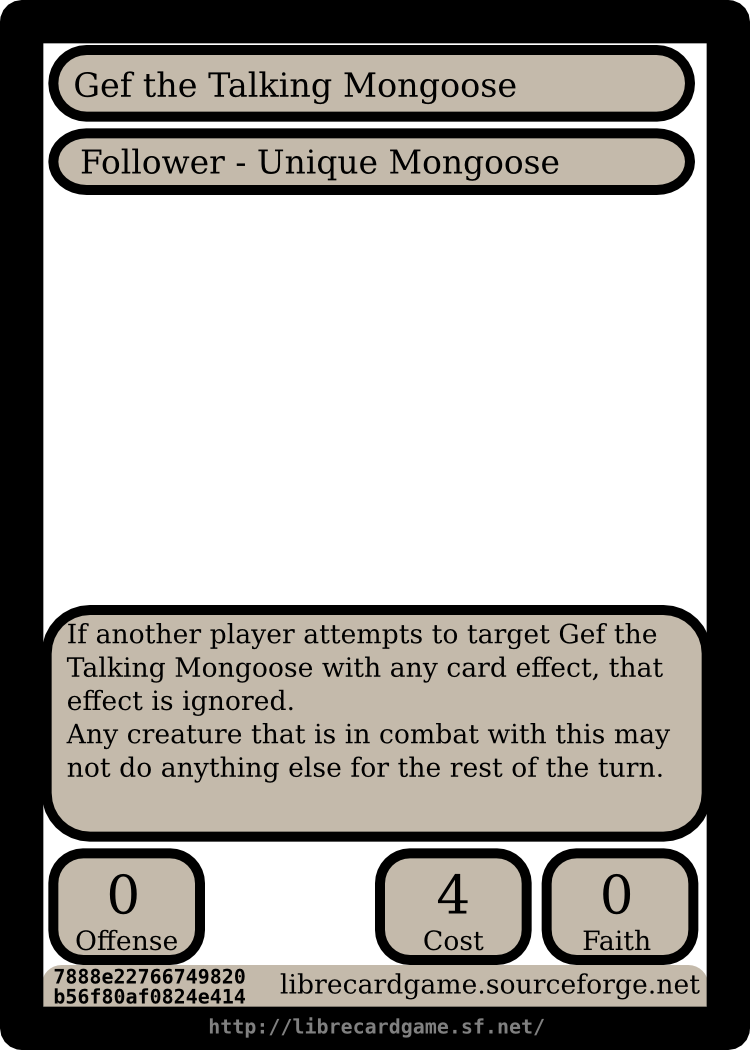 Gef the Talking Mongoose
Follower - Unique Mongoose
If another player attempts to target Gef the
Talking Mongoose with any card effect, that
effect is ignored.
Any creature that is in combat with this may
not do anything else for the rest of the turn.
0
Offense
4
Cost
0
Faith
7888e22766749820
b56f80af0824e414
librecardgame.sourceforge.net
http://librecardgame.sf.net/